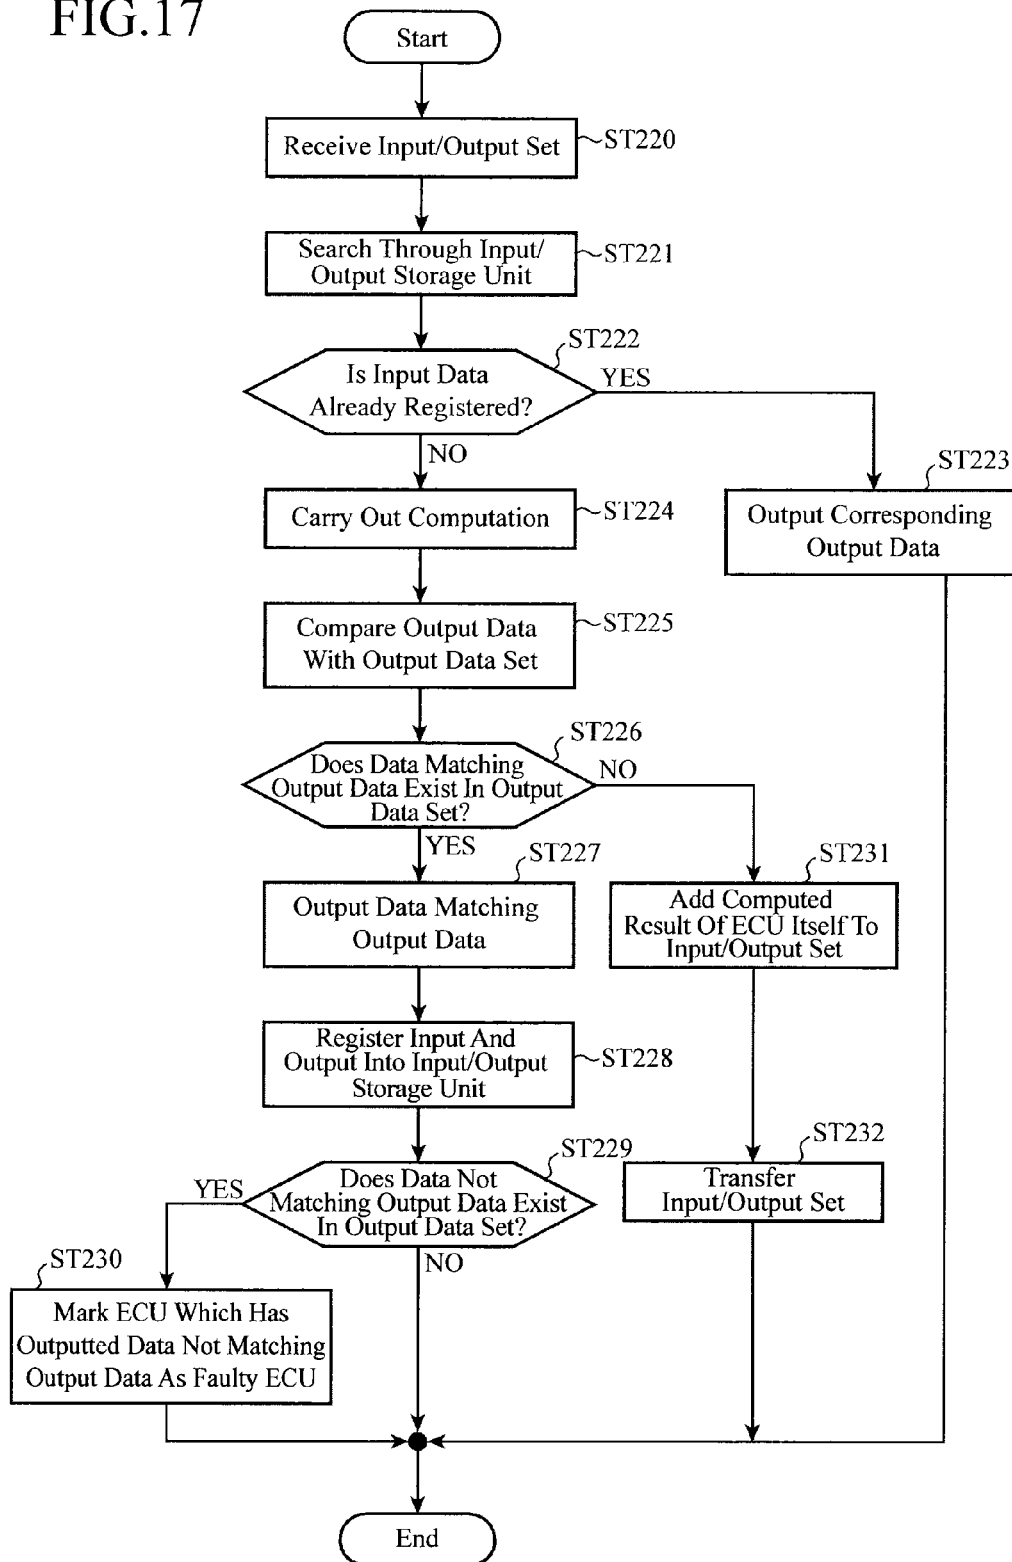 FIG.17
Start
Receive Input/Output Set
ST220
Search Through Input/
Output Storage Unit
ST221
ST222
Is Input Data
Already Registered?
YES
NO
ST223
Output Corresponding
Output Data
Carry Out Computation
ST224
Compare Output Data
With Output Data Set
ST225
ST226
Does Data Matching
Output Data Exist In Output
Data Set?
NO
YES
ST227
Output Data Matching
Output Data
ST231
Add Computed
Result Of ECU Itself To
Input/Output Set
Register Input And
Output Into Input/Output
Storage Unit
ST228
ST229
Does Data Not
Matching Output Data Exist
In Output Data Set?
YES
NO
ST232
Transfer
Input/Output Set
ST230
Mark ECU Which Has
Outputted Data Not Matching
Output Data As Faulty ECU
End